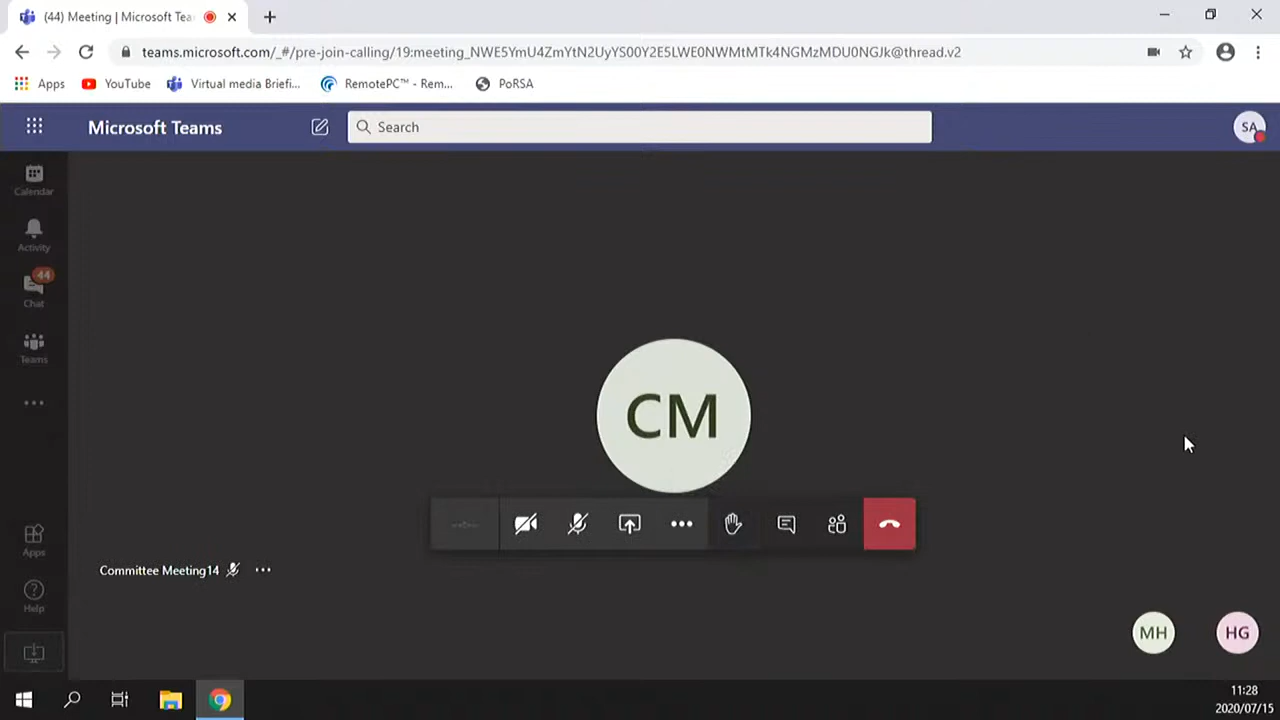 (44) Meeting | Microsoft Tea
teams.microsoft.com/_#/pre-join-calling/19:meeting_NWE5YmU4ZmYtN2UyYS00Y2E5LWE0NWMtMTk4NGMzMDU0NGJk@thread.v2
Apps YouTube Virtual media Briefi... RemotePC™ - Rem... PoRSA
Microsoft Teams Search SA
Calendar
Activity
44
Chat
Teams
CM
Committee Meeting14
Apps
Help
MH HG
11:28
2020/07/15